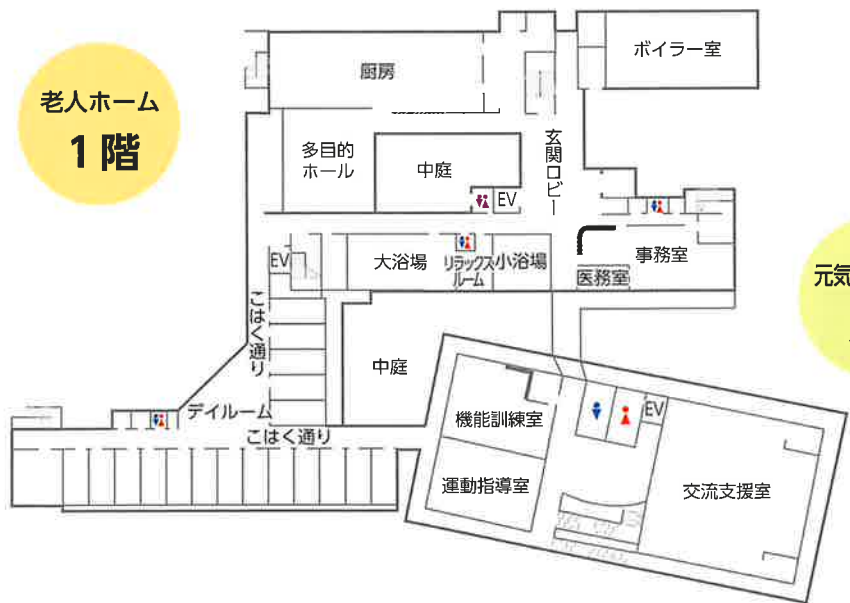 老人ホーム
1階
厨房
ボイラー室
多目的
ホール
中庭
玄関ロビー
EV
EV
大浴場
リラックス
ルーム
小浴場
事務室
医務室
元気
こはく通り
中庭
デイルーム
こはく通り
機能訓練室
EV
運動指導室
交流支援室